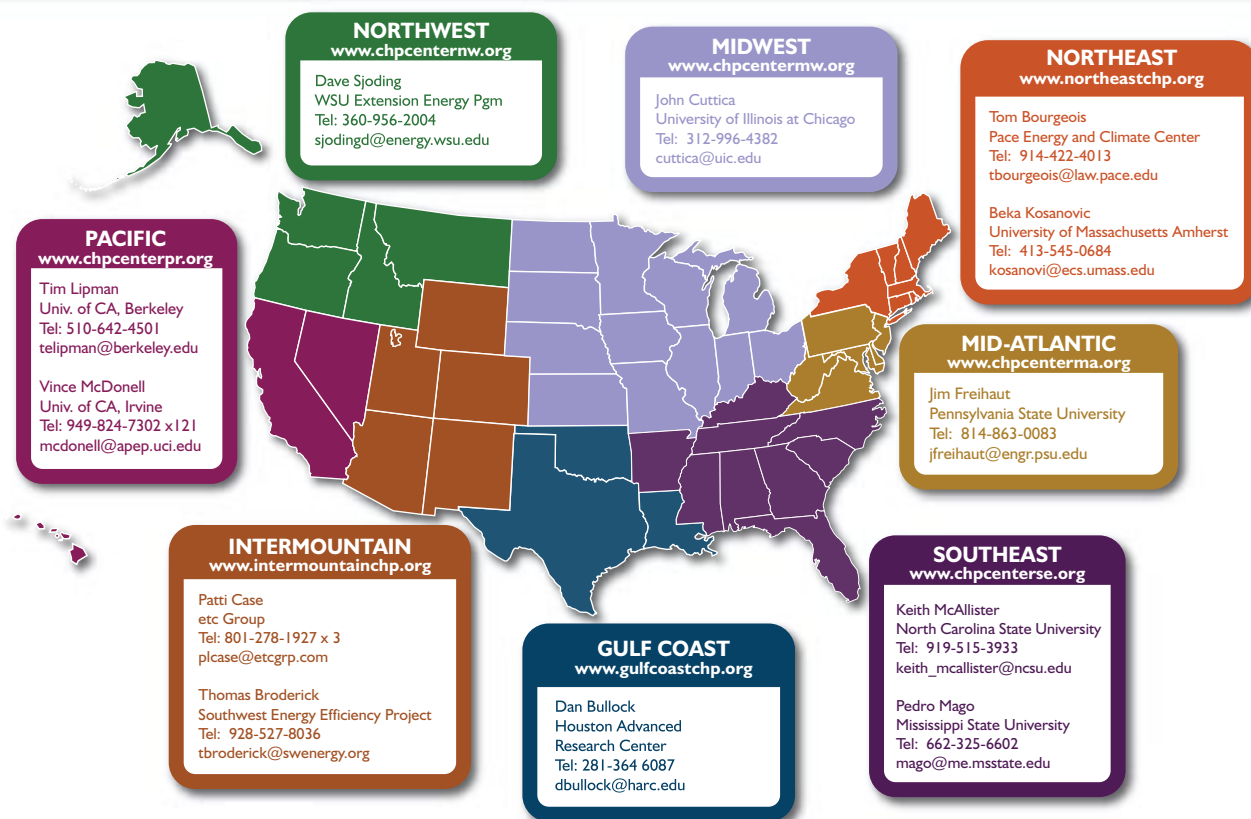 NORTHWEST
www.chpcenternw.org
Dave Sjoding
WSU Extension Energy Pgm
Tel: 360-956-2004
sjodingd@energy.wsu.edu
MIDWEST
www.chpcentermw.org
John Cuttica
University of Illinois at Chicago
Tel: 312-996-4382
cuttica@uic.edu
NORTHEAST
www.northeastchp.org
Tom Bourgeois
Pace Energy and Climate Center
Tel: 914-422-4013
tbourgeois@law.pace.edu
Beka Kosanovic
University of Massachusetts Amherst
Tel: 413-545-0684
kosanovi@ecs.umass.edu
PACIFIC
www.chpcenterpr.org
Tim Lipman
Univ. of CA, Berkeley
Tel: 510-642-4501
telipman@berkeley.edu
Vince McDonell
Univ. of CA, Irvine
Tel: 949-824-7302 x121
mcdonell@apep.uci.edu
MID-ATLANTIC
www.chpcenterma.org
Jim Freihaut
Pennsylvania State University
Tel: 814-863-0083
jfreihaut@engr.psu.edu
INTERMOUNTAIN
www.intermountainchp.org
Patti Case
etc Group
Tel: 801-278-1927 x 3
plcase@etcgrp.com
Thomas Broderick
Southwest Energy Efficiency Project
Tel: 928-527-8036
tbroderick@swenergy.org
GULF COAST
www.gulfcoastchp.org
Dan Bullock
Houston Advanced
Research Center
Tel: 281-364 6087
dbullock@harc.edu
SOUTHEAST
www.chpcenterse.org
Keith McAllister
North Carolina State University
Tel: 919-515-3933
keith_mcallister@ncsu.edu
Pedro Mago
Mississippi State University
Tel: 662-325-6602
mago@me.msstate.edu